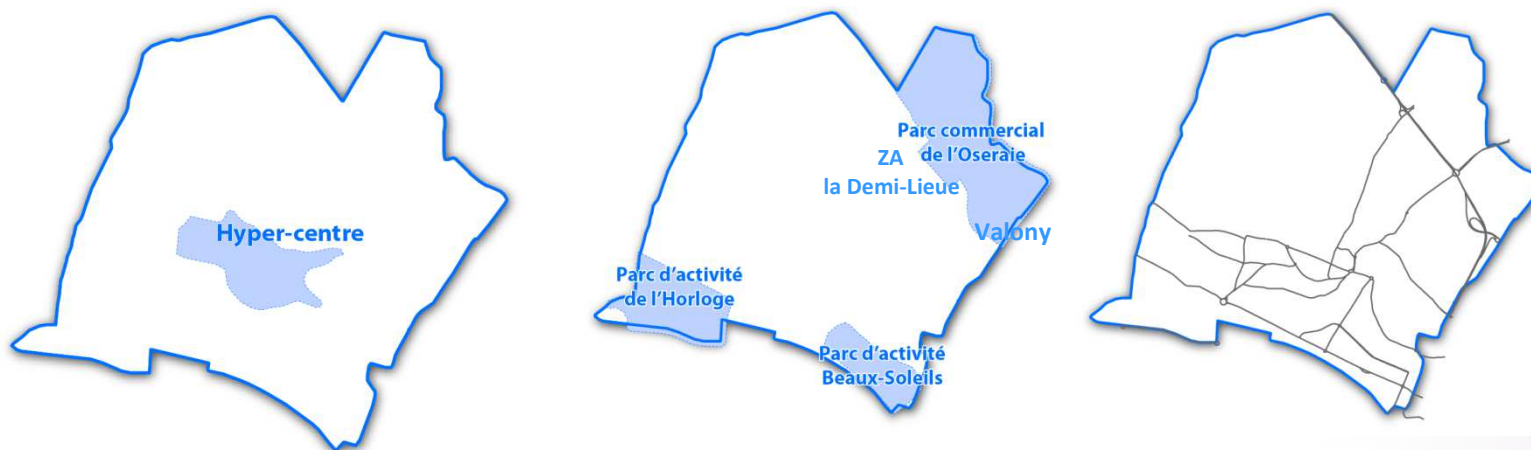 Hyper-centre
Parc commercial
de l'Oseraie
ZA
la Demi-Lieue
Valony
Parc d'activité
de l'Horloge
Parc d'activité
Beaux-Soleils